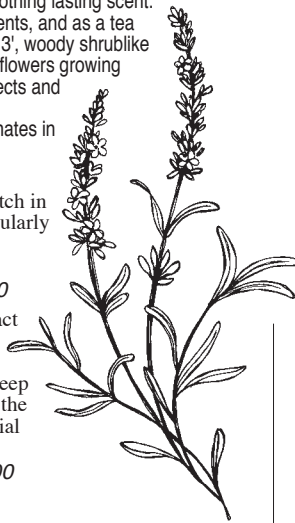 othing lasting scent.
ents, and as a tea
3', woody shrublike
flowers growing
ects and
nates in
tch in
ularly
0
ct
eep
the
ial
00